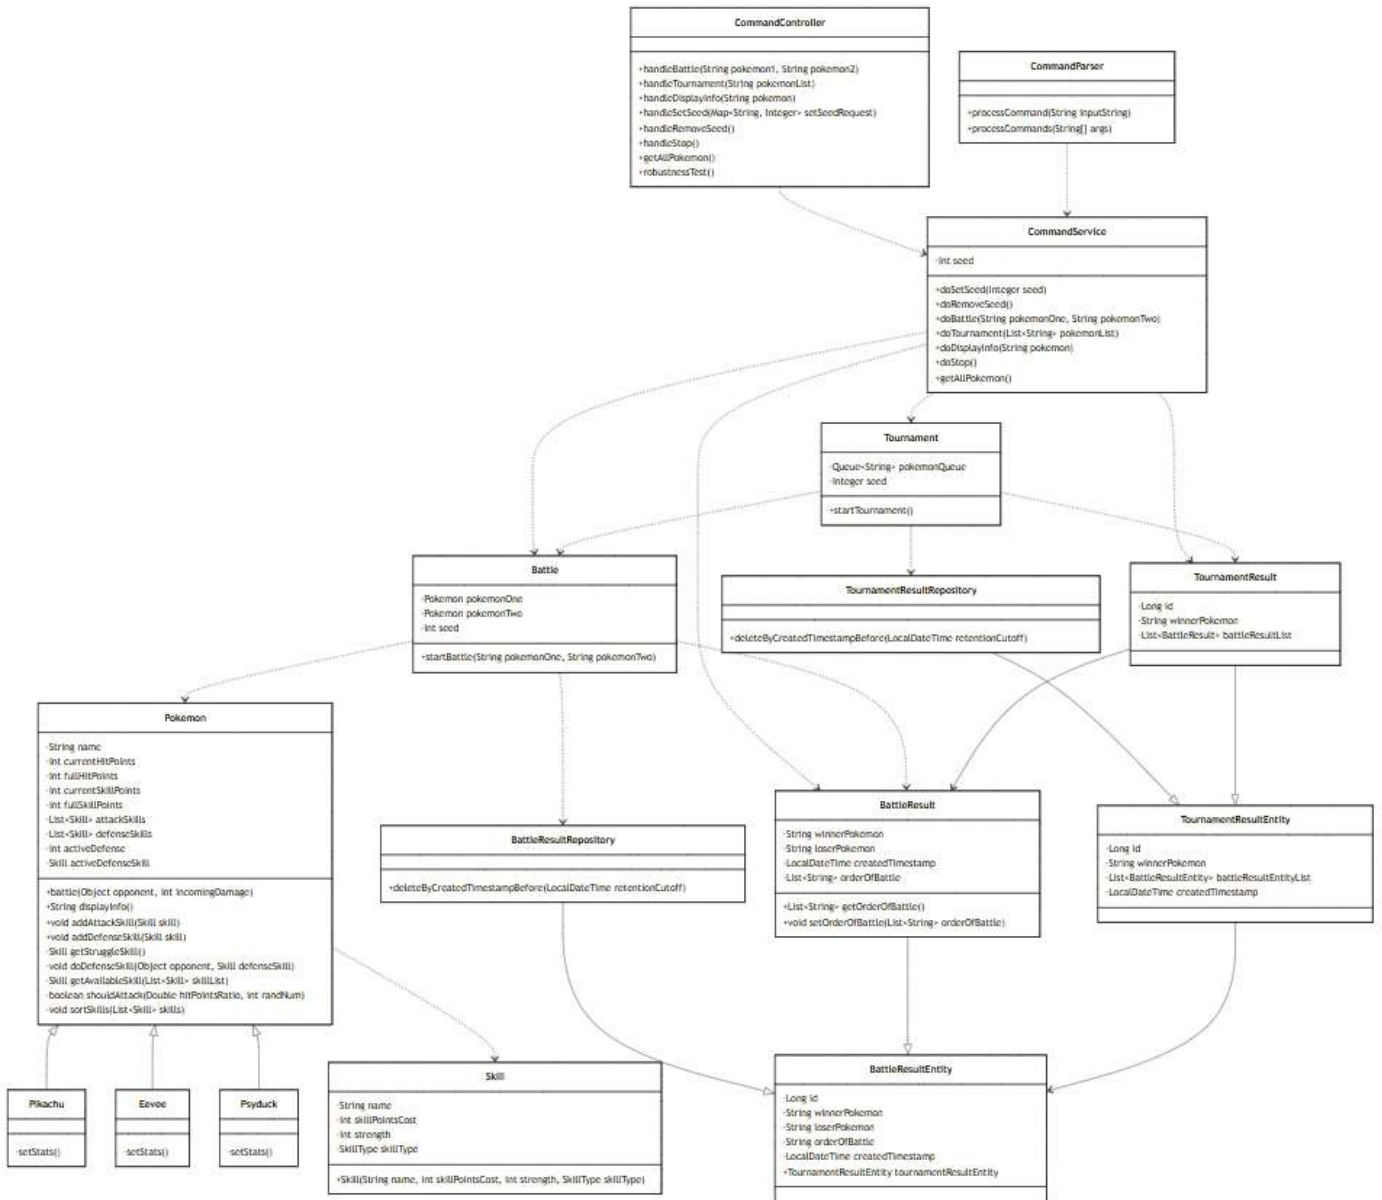 CommandController
+handleBattle(String pokemon1, String pokemon2)
+handleTournament(String pokemonList)
+handleDisplayInfo(String pokemon)
+handleSetSeed(Map<String, Integer> setSeedRequest)
+handleRemoveSeed()
+handleStop()
+getAllPokemon()
+robustnessTest()
CommandParser
+processCommand(String inputString)
+processCommands(String[] args)
CommandService
-int seed
+doSetSeed(Integer seed)
+doRemoveSeed()
+doBattle(String pokemonOne, String pokemonTwo)
+doTournament(List<String> pokemonList)
+doDisplayInfo(String pokemon)
+doStop()
+getAllPokemon()
Tournament
-Queue<String> pokemonQueue
-Integer seed
+startTournament()
Battle
-Pokemon pokemonOne
-Pokemon pokemonTwo
-int seed
+startBattle(String pokemonOne, String pokemonTwo)
TournamentResultRepository
+deleteByCreatedTimestampBefore(LocalDateTime retentionCutoff)
TournamentResult
-Long id
-String winnerPokemon
-List<BattleResult> battleResultList
Pokemon
-String name
-int currentHitPoints
-int fullHitPoints
-int currentSkillPoints
-int fullSkillPoints
-List<Skill> attackSkills
-List<Skill> defenseSkills
-int activeDefense
-Skill activeDefenseSkill
+battle(Object opponent, int incomingDamage)
+String displayInfo()
+void addAttackSkill(Skill skill)
+void addDefenseSkill(Skill skill)
-Skill getStruggleSkill()
-void doDefenseSkill(Object opponent, Skill defenseSkill)
-Skill getAvailableSkill(List<Skill> skillList)
-boolean shouldAttack(Double hitPointsRatio, int randNum)
-void sortSkills(List<Skill> skills)
BattleResultRepository
+deleteByCreatedTimestampBefore(LocalDateTime retentionCutoff)
BattleResult
-String winnerPokemon
-String loserPokemon
-LocalDateTime createdTimestamp
-List<String> orderOfBattle
+List<String> getOrderOfBattle()
+void setOrderOfBattle(List<String> orderOfBattle)
TournamentResultEntity
-Long id
-String winnerPokemon
-List<BattleResultEntity> battleResultEntityList
-LocalDateTime createdTimestamp
Pikachu
-setStats()
Eevee
-setStats()
Psyduck
-setStats()
Skill
-String name
-int skillPointsCost
-int strength
-SkillType skillType
+Skill(String name, int skillPointsCost, int strength, SkillType skillType)
BattleResultEntity
-Long id
-String winnerPokemon
-String loserPokemon
-String orderOfBattle
-LocalDateTime createdTimestamp
+TournamentResultEntity tournamentResultEntity